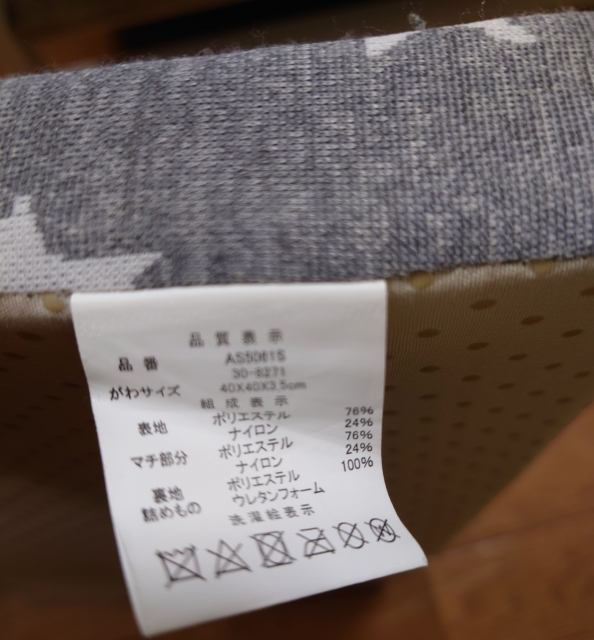 品質表示
品番 AS5061S
30-8271
がわサイズ 40X40X3.5cm
組成表示
表地 ポリエステル 76%
ナイロン 24%
マチ部分 ポリエステル 76%
ナイロン 24%
裏地 ポリエステル 100%
詰めもの ウレタンフォーム
洗濯絵表示